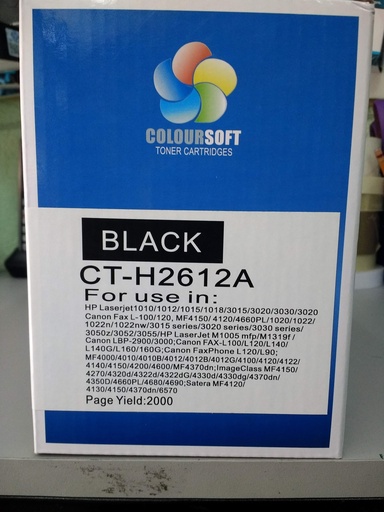 COLOURSOFT
TONER CARTRIDGES
BLACK
CT-H2612A
For use in:
HP Laserjet1010/1012/1015/1018/3015/3020/3030/3020
Canon Fax L-100/120, MF4150/ 4120/4660PL/1020/1022/
1022n/1022nw/3015 series/3020 series/3030 series/
3050z/3052/3055/HP LaserJet M1005 mfp/M1319f /
Canon LBP-2900/3000;Canon FAX-L100/L120/L140/
L140G/L160/160G;Canon FaxPhone L120/L90;
MF4000/4010/4010B/4012/4012B/4012G/4100/4120/4122/
4140/4150/4200/4600/MF4370dn;ImageClass MF4150/
4270/4320d/4322d/4322dG/4330d/4330dg/4370dn/
4350D/4660PL/4680/4690;Satera MF4120/
4130/4150/4370dn/6570
Page Yield:2000